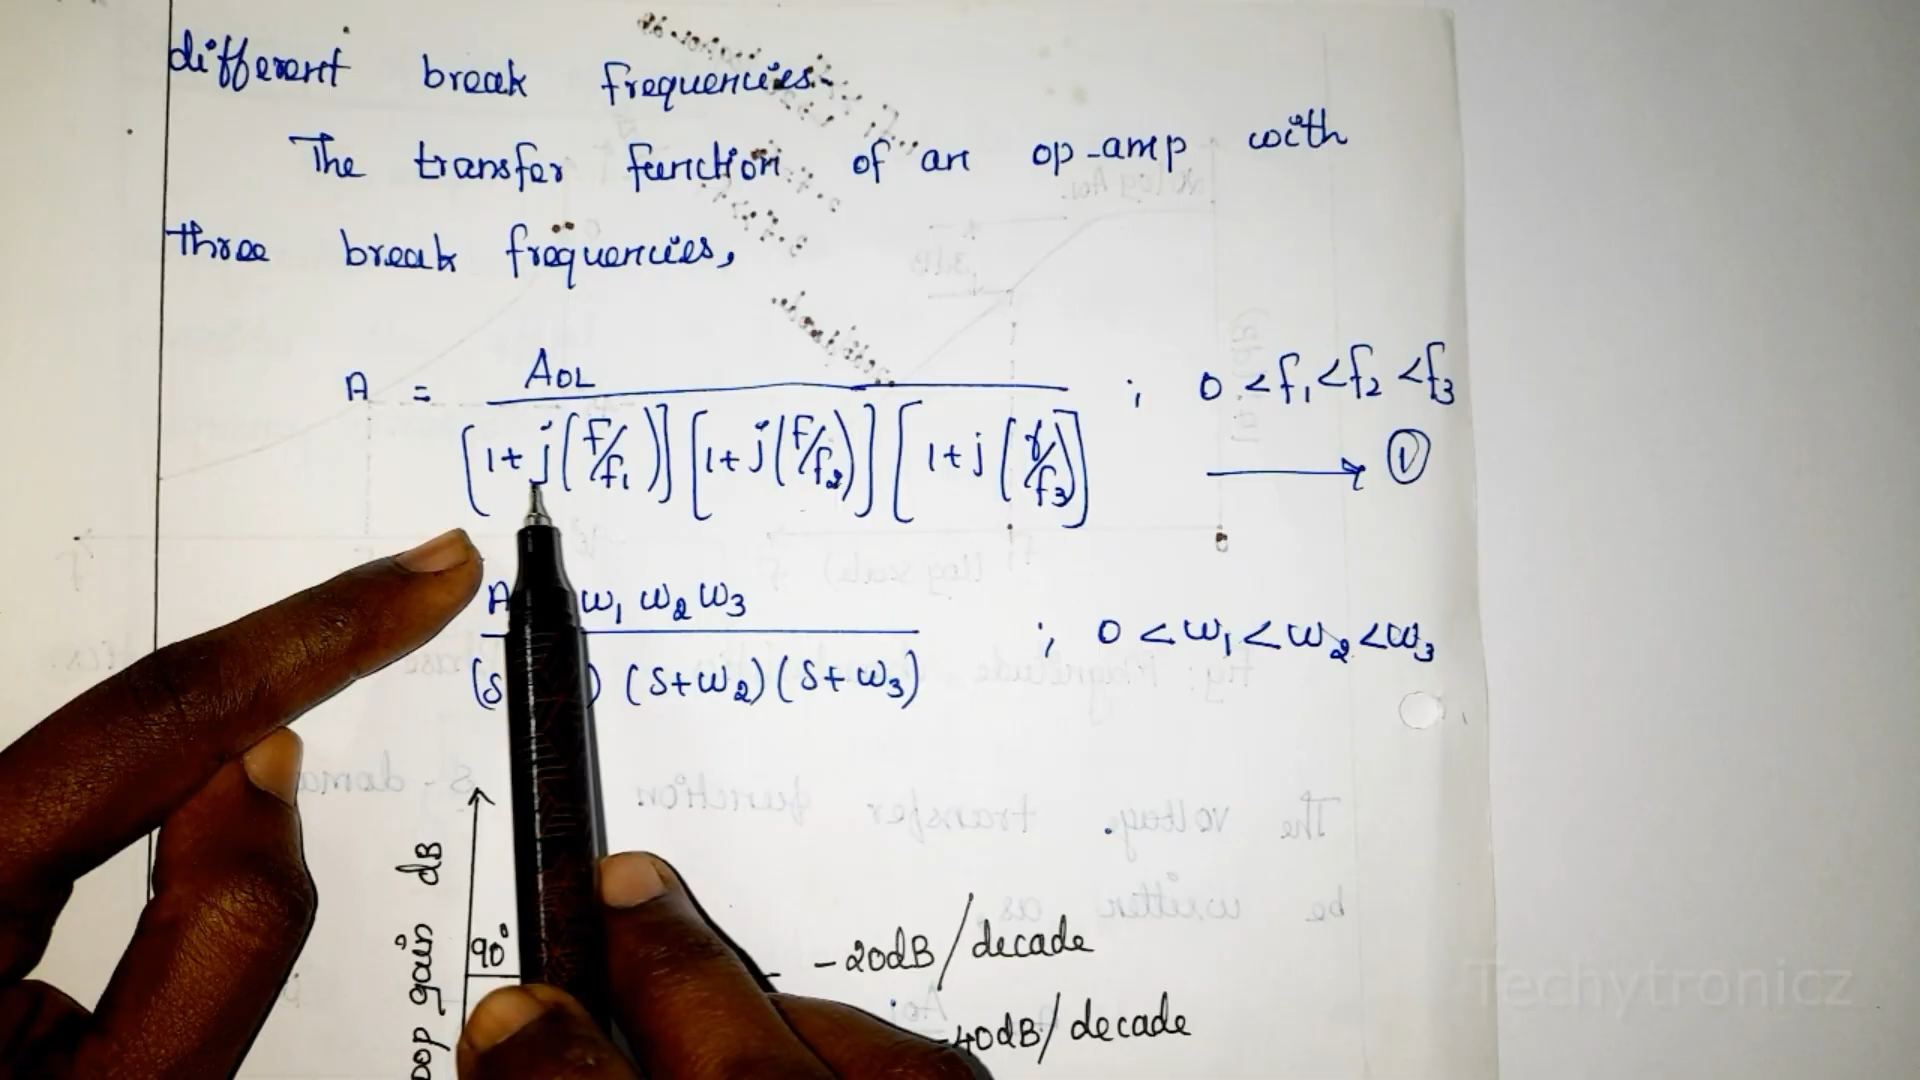 different break frequencies.
The transfer function of an op-amp with
three break frequencies,
A = AOL / [1+j(f/f1)] [1+j(f/f2)] [1+j(f/f3)] ; 0 < f1 < f2 < f3
→ ①
A ω1 ω2 ω3 / (S ) (S+ω2) (S+ω3) ; 0 < ω1 < ω2 < ω3
oop gain dB
90°
-20dB/decade
-40dB/decade
Techytronicz